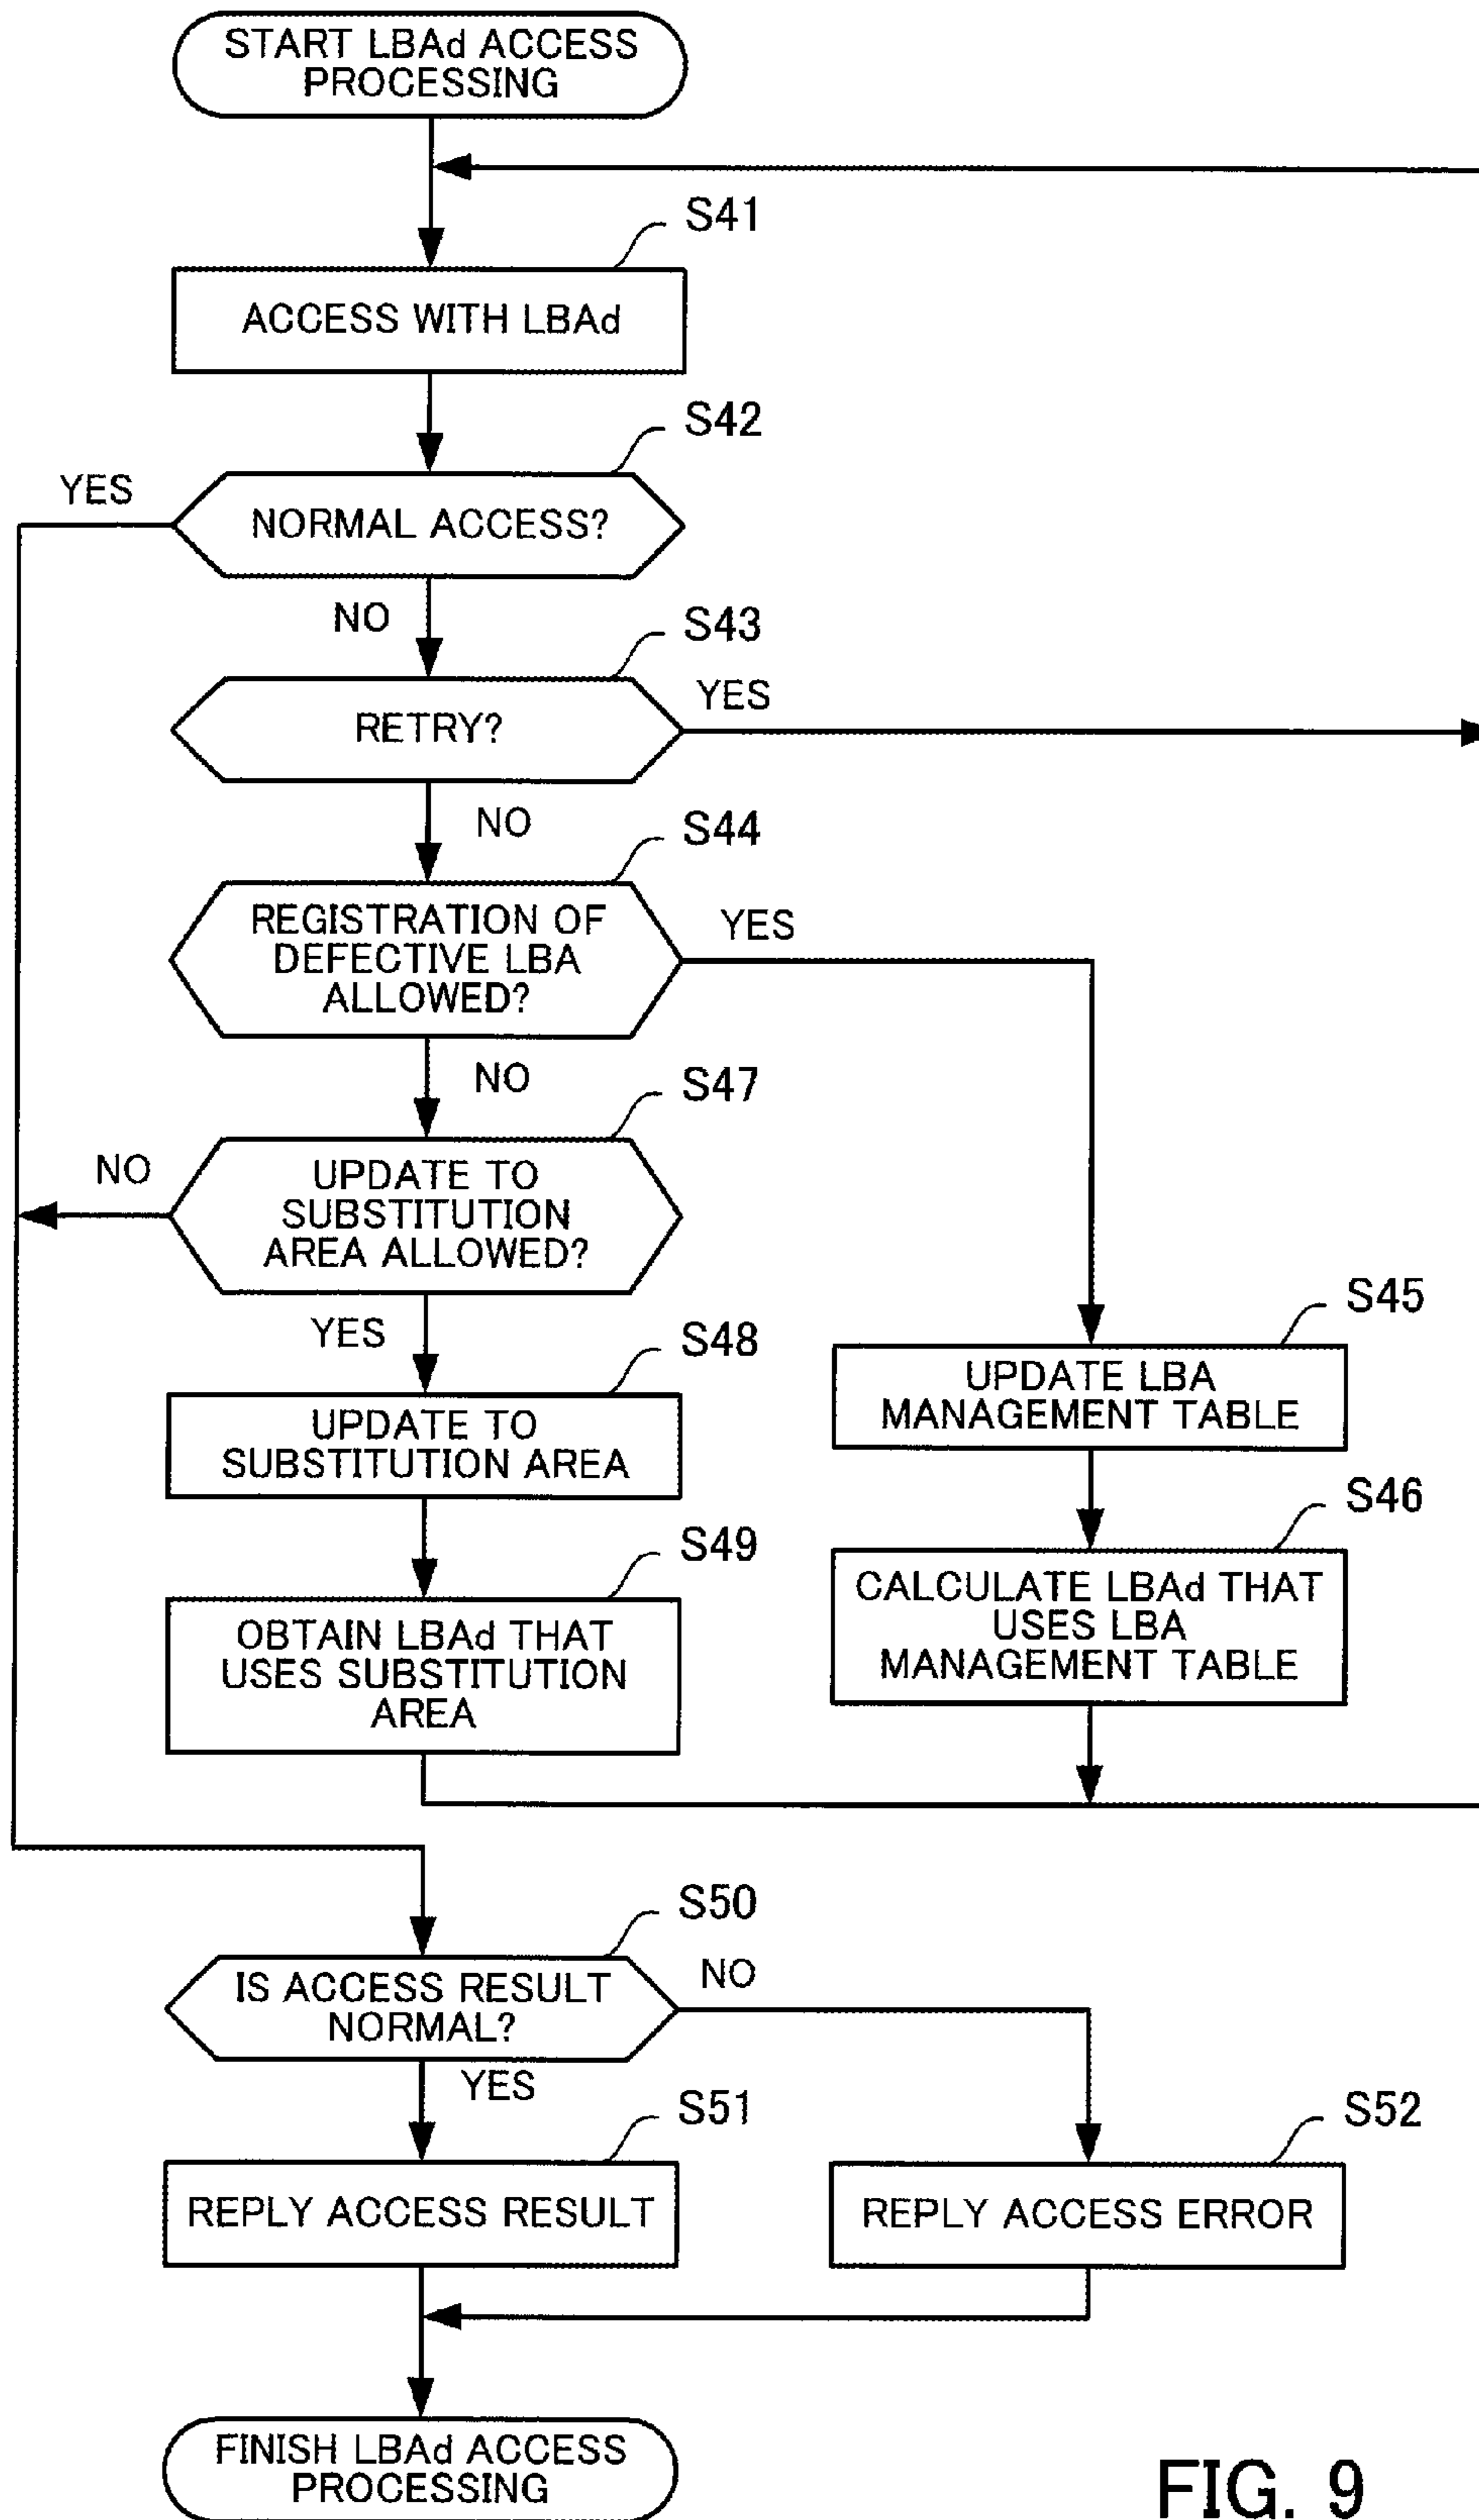 START LBAd ACCESS
PROCESSING
S41
ACCESS WITH LBAd
S42
YES
NORMAL ACCESS?
NO
S43
YES
RETRY?
NO
S44
REGISTRATION OF
DEFECTIVE LBA
ALLOWED?
YES
NO
S47
NO
UPDATE TO
SUBSTITUTION
AREA ALLOWED?
YES
S48
UPDATE TO
SUBSTITUTION AREA
S49
OBTAIN LBAd THAT
USES SUBSTITUTION
AREA
S45
UPDATE LBA
MANAGEMENT TABLE
S46
CALCULATE LBAd THAT
USES LBA
MANAGEMENT TABLE
S50
IS ACCESS RESULT
NORMAL?
NO
YES
S51
REPLY ACCESS RESULT
S52
REPLY ACCESS ERROR
FINISH LBAd ACCESS
PROCESSING
FIG. 9